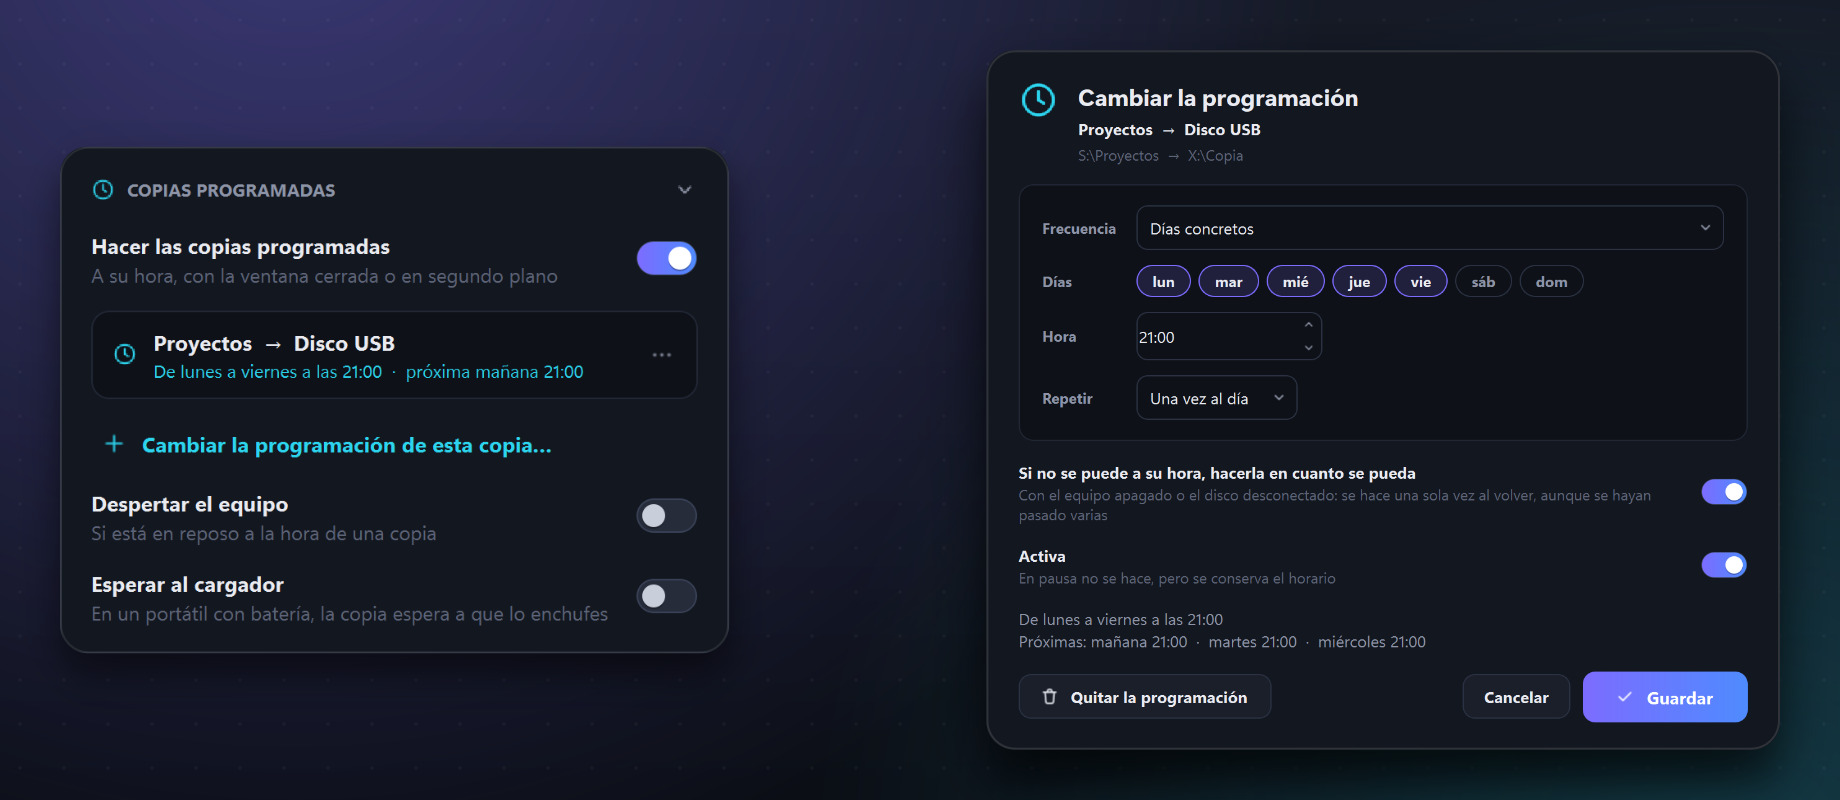 COPIAS PROGRAMADAS
Hacer las copias programadas
A su hora, con la ventana cerrada o en segundo plano
Proyectos → Disco USB
De lunes a viernes a las 21:00 · próxima mañana 21:00
+ Cambiar la programación de esta copia...
Despertar el equipo
Si está en reposo a la hora de una copia
Esperar al cargador
En un portátil con batería, la copia espera a que lo enchufes
Cambiar la programación
Proyectos → Disco USB
S:\Proyectos → X:\Copia
Frecuencia Días concretos
Días lun mar mié jue vie sáb dom
Hora 21:00
Repetir Una vez al día
Si no se puede a su hora, hacerla en cuanto se pueda
Con el equipo apagado o el disco desconectado: se hace una sola vez al volver, aunque se hayan
pasado varias
Activa
En pausa no se hace, pero se conserva el horario
De lunes a viernes a las 21:00
Próximas: mañana 21:00 · martes 21:00 · miércoles 21:00
Quitar la programación Cancelar Guardar